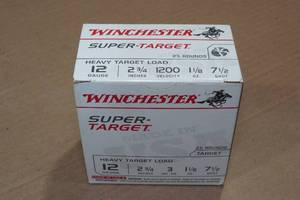 WINCHESTER
SUPER-TARGET
25 ROUNDS
HEAVY TARGET LOAD
12 2 3/4 1200 1 1/8 7 1/2
GAUGE INCHES VELOCITY OZ. SHOT
WINCHESTER
SUPER-
TARGET
25 ROUNDS
TARGET
HEAVY TARGET LOAD
12 2 3/4 3 1 1/8 7 1/2